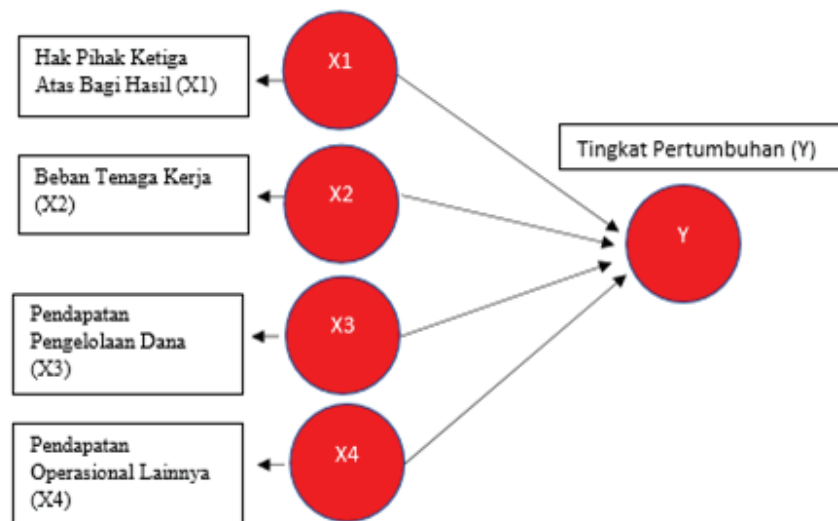 Hak Pihak Ketiga
Atas Bagi Hasil (X1)
X1
Tingkat Pertumbuhan (Y)
Beban Tenaga Kerja
(X2)
X2
Y
Pendapatan
Pengelolaan Dana
(X3)
X3
Pendapatan
Operasional Lainnya
(X4)
X4